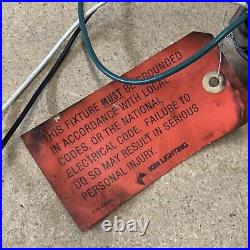 THIS FIXTURE MUST BE GROUNDED
IN ACCORDANCE WITH LOCAL
CODES, OR THE NATIONAL
ELECTRICAL CODE. FAILURE TO
DO SO MAY RESULT IN SERIOUS
PERSONAL INJURY.
KIM LIGHTING